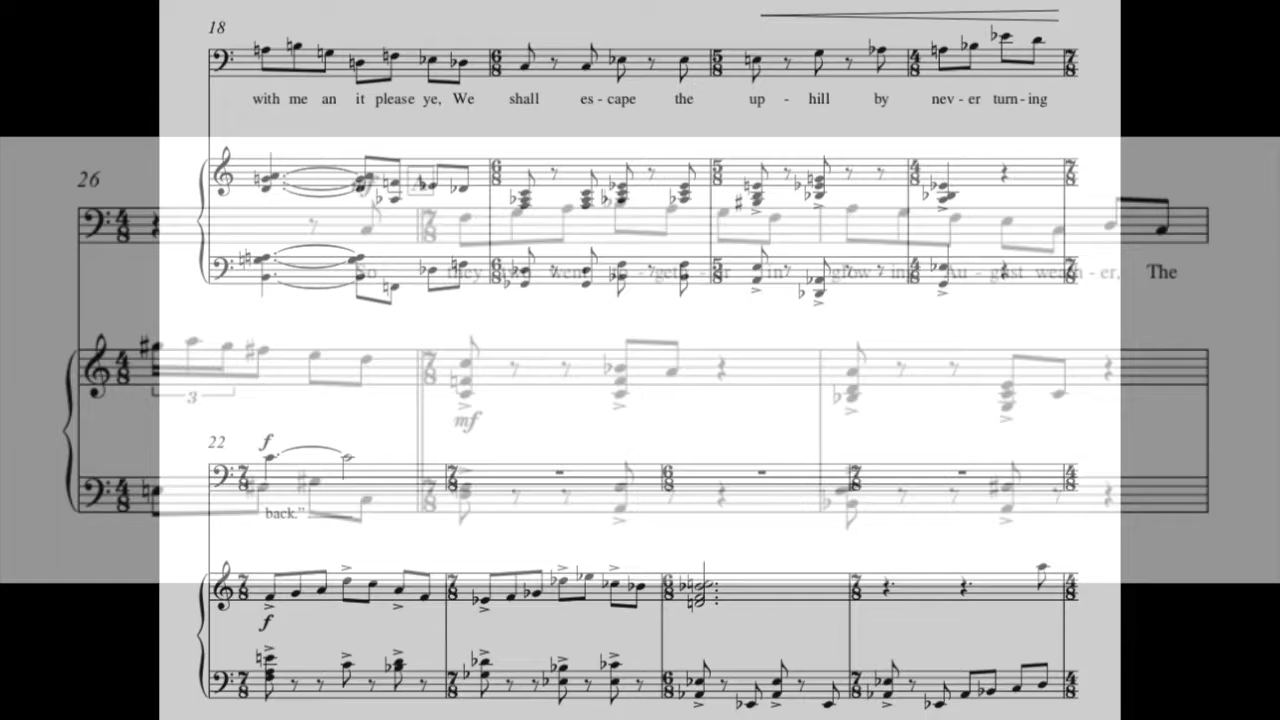 18
with me an it please ye, We shall es - cape the up - hill by nev - er turn - ing
26
So they two went to - geth - er in glow - ing Au - gust weath - er, The
3
mf
22
f
back.”
f